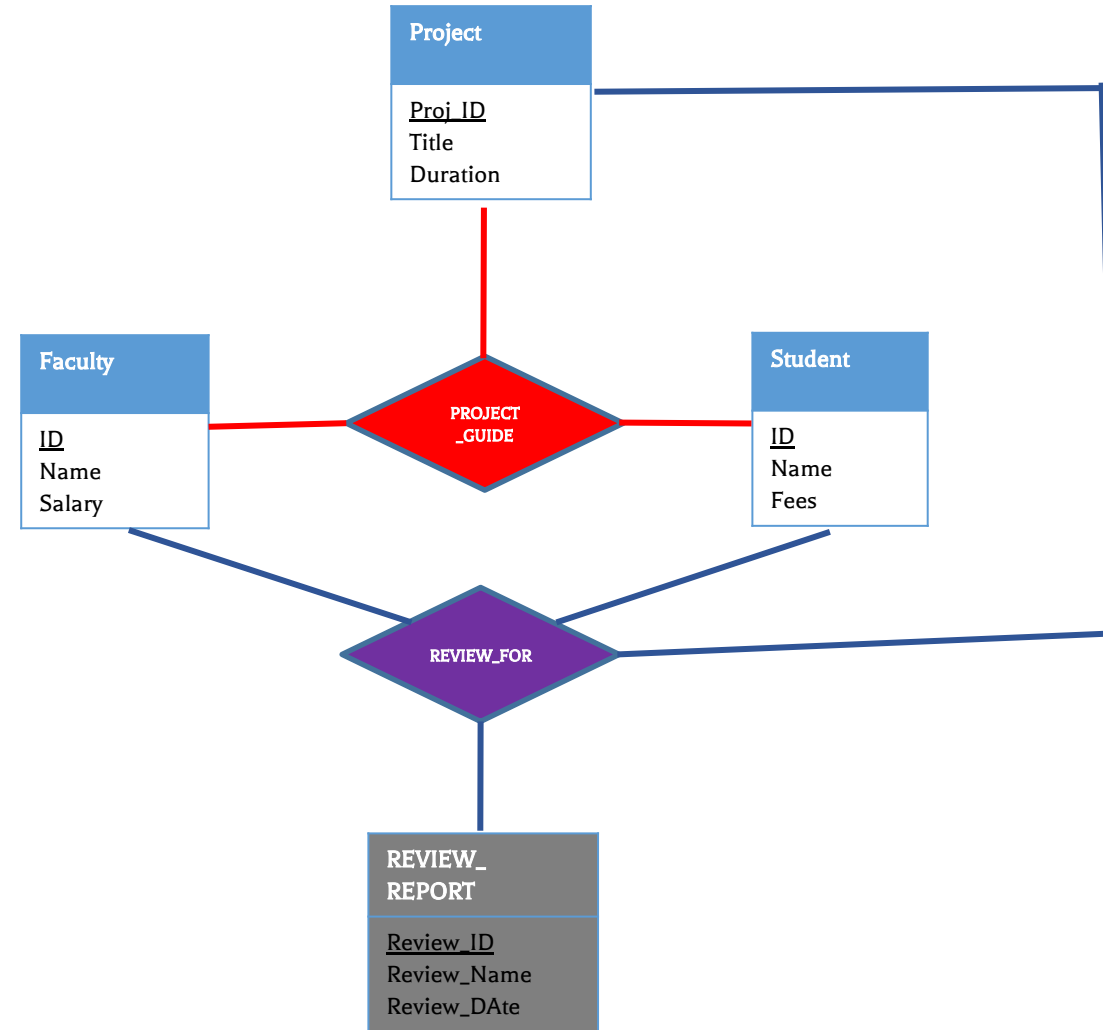 Project
Proj_ID
Title
Duration
Faculty
ID
Name
Salary
PROJECT
_GUIDE
Student
ID
Name
Fees
REVIEW_FOR
REVIEW_
REPORT
Review_ID
Review_Name
Review_DAte